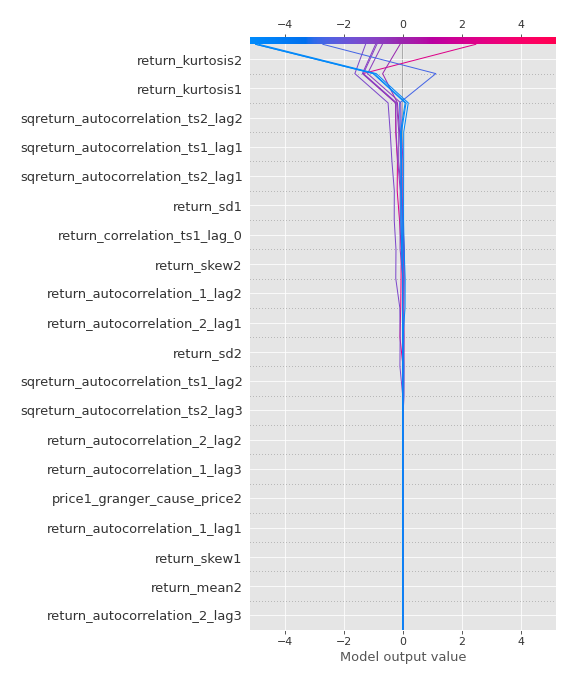 −4 −2 0 2 4
return_kurtosis2
return_kurtosis1
sqreturn_autocorrelation_ts2_lag2
sqreturn_autocorrelation_ts1_lag1
sqreturn_autocorrelation_ts2_lag1
return_sd1
return_correlation_ts1_lag_0
return_skew2
return_autocorrelation_1_lag2
return_autocorrelation_2_lag1
return_sd2
sqreturn_autocorrelation_ts1_lag2
sqreturn_autocorrelation_ts2_lag3
return_autocorrelation_2_lag2
return_autocorrelation_1_lag3
price1_granger_cause_price2
return_autocorrelation_1_lag1
return_skew1
return_mean2
return_autocorrelation_2_lag3
−4 −2 0 2 4
Model output value